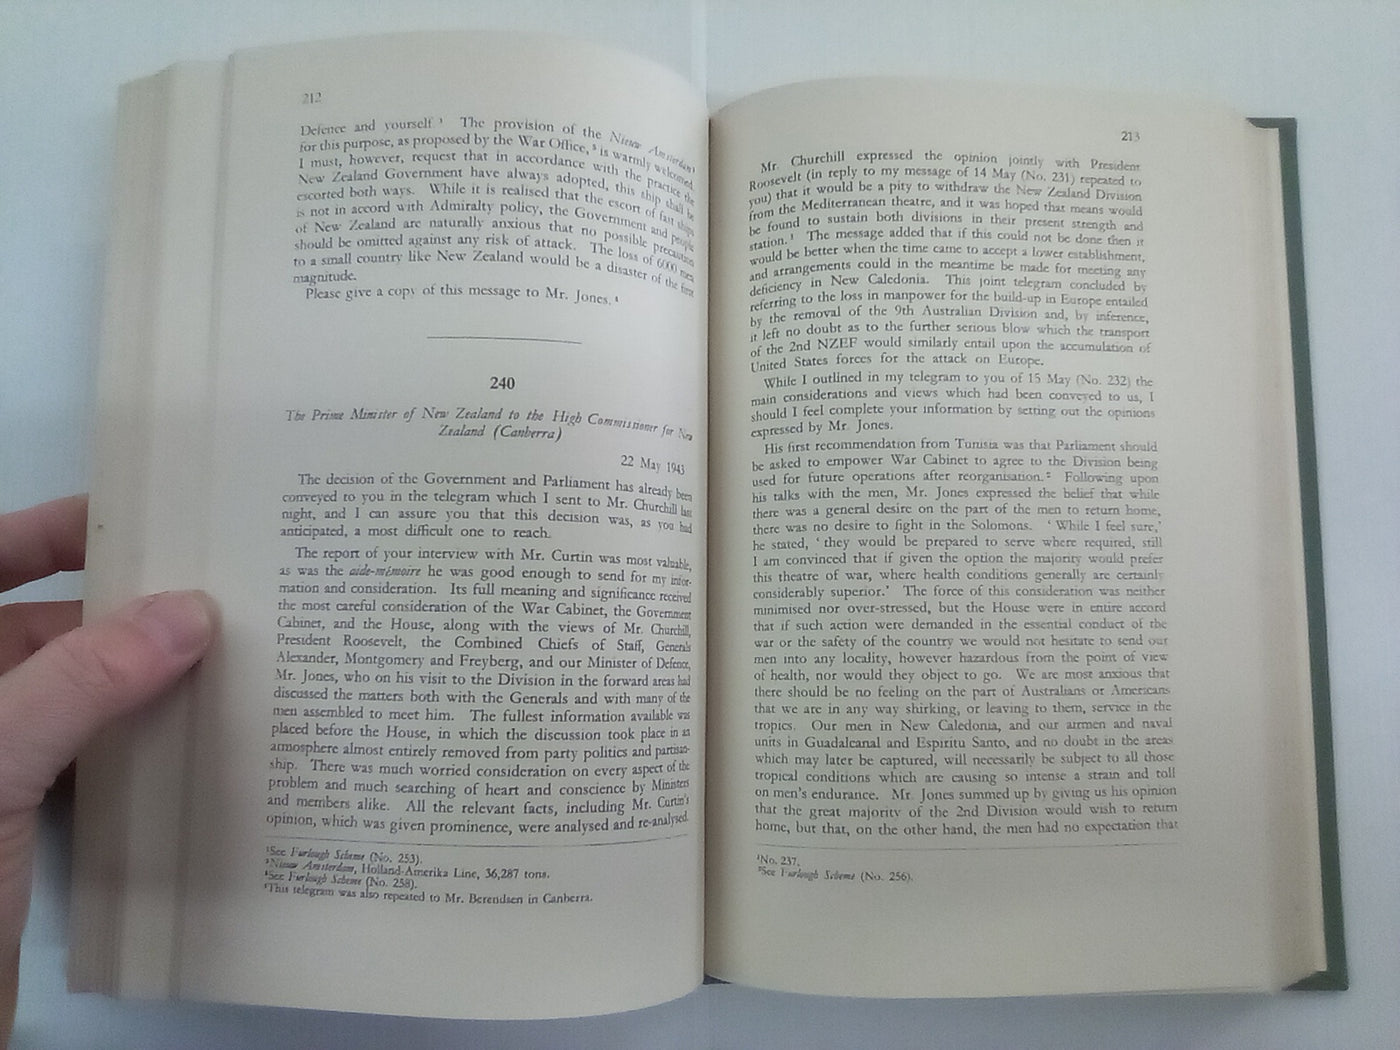 212
Defence and yourself.³ The provision of the Nieuw Amsterdam
for this purpose, as proposed by the War Office,⁵ is warmly welcomed.
I must, however, request that in accordance with the practice the
New Zealand Government have always adopted, this ship shall be
escorted both ways. While it is realised that the escort of fast ships
is not in accord with Admiralty policy, the Government and people
of New Zealand are naturally anxious that no possible precaution
should be omitted against any risk of attack. The loss of 6000 men
to a small country like New Zealand would be a disaster of the first
magnitude.
Please give a copy of this message to Mr. Jones.⁴
240
The Prime Minister of New Zealand to the High Commissioner for New
Zealand (Canberra)
22 May 1943
The decision of the Government and Parliament has already been
conveyed to you in the telegram which I sent to Mr. Churchill last
night, and I can assure you that this decision was, as you had
anticipated, a most difficult one to reach.
The report of your interview with Mr. Curtin was most valuable,
as was the aide-mémoire he was good enough to send for my infor-
mation and consideration. Its full meaning and significance received
the most careful consideration of the War Cabinet, the Government
Cabinet, and the House, along with the views of Mr. Churchill,
President Roosevelt, the Combined Chiefs of Staff, Generals
Alexander, Montgomery and Freyberg, and our Minister of Defence,
Mr. Jones, who on his visit to the Division in the forward areas had
discussed the matters both with the Generals and with many of the
men assembled to meet him. The fullest information available was
placed before the House, in which the discussion took place in an
atmosphere almost entirely removed from party politics and partisan-
ship. There was much worried consideration on every aspect of the
problem and much searching of heart and conscience by Ministers
and members alike. All the relevant facts, including Mr. Curtin's
opinion, which was given prominence, were analysed and re-analysed.
See Furlough Scheme (No. 253).
Nieuw Amsterdam, Holland-Amerika Line, 36,287 tons.
See Furlough Scheme (No. 258).
This telegram was also repeated to Mr. Berendsen in Canberra.
213
Mr. Churchill expressed the opinion jointly with President
Roosevelt (in reply to my message of 14 May (No. 231) repeated to
you) that it would be a pity to withdraw the New Zealand Division
from the Mediterranean theatre, and it was hoped that means would
be found to sustain both divisions in their present strength and
station.¹ The message added that if this could not be done then it
would be better when the time came to accept a lower establishment,
and arrangements could in the meantime be made for meeting any
deficiency in New Caledonia. This joint telegram concluded by
referring to the loss in manpower for the build-up in Europe entailed
by the removal of the 9th Australian Division and, by inference,
it left no doubt as to the further serious blow which the transport
of the 2nd NZEF would similarly entail upon the accumulation of
United States forces for the attack on Europe.
While I outlined in my telegram to you of 15 May (No. 232) the
main considerations and views which had been conveyed to us, I
should I feel complete your information by setting out the opinions
expressed by Mr. Jones.
His first recommendation from Tunisia was that Parliament should
be asked to empower War Cabinet to agree to the Division being
used for future operations after reorganisation.² Following upon
his talks with the men, Mr. Jones expressed the belief that while
there was a general desire on the part of the men to return home,
there was no desire to fight in the Solomons. ‘ While I feel sure,’
he stated, ‘ they would be prepared to serve where required, still
I am convinced that if given the option the majority would prefer
this theatre of war, where health conditions generally are certainly
considerably superior.’ The force of this consideration was neither
minimised nor over-stressed, but the House were in entire accord
that if such action were demanded in the essential conduct of the
war or the safety of the country we would not hesitate to send our
men into any locality, however hazardous from the point of view
of health, nor would they object to go. We are most anxious that
there should be no feeling on the part of Australians or Americans
that we are in any way shirking, or leaving to them, service in the
tropics. Our men in New Caledonia, and our airmen and naval
units in Guadalcanal and Espiritu Santo, and no doubt in the areas
which may later be captured, will necessarily be subject to all those
tropical conditions which are causing so intense a strain and toll
on men's endurance. Mr. Jones summed up by giving us his opinion
that the great majority of the 2nd Division would wish to return
home, but that, on the other hand, the men had no expectation that
¹No. 237.
²See Furlough Scheme (No. 256).